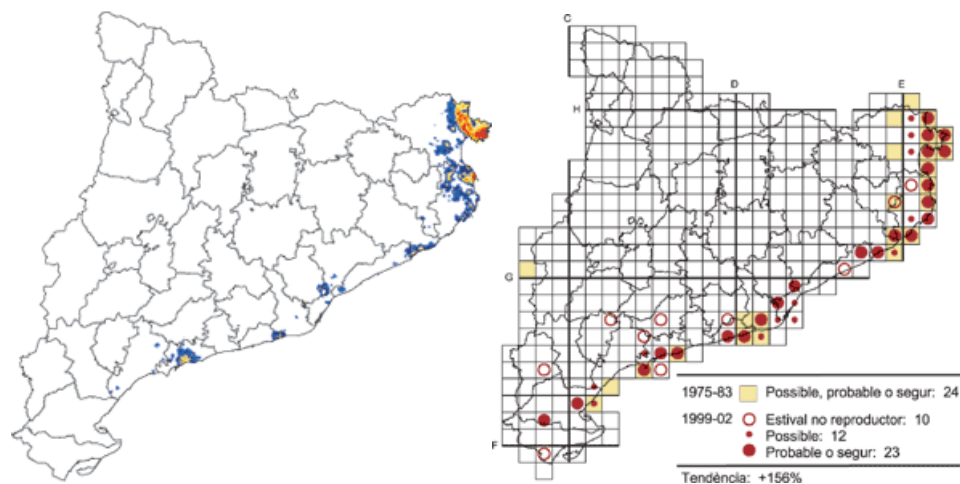 C
D
E
H
G
F
1975-83 Possible, probable o segur: 24
1999-02 Estival no reproductor: 10
Possible: 12
Probable o segur: 23
Tendència: +156%